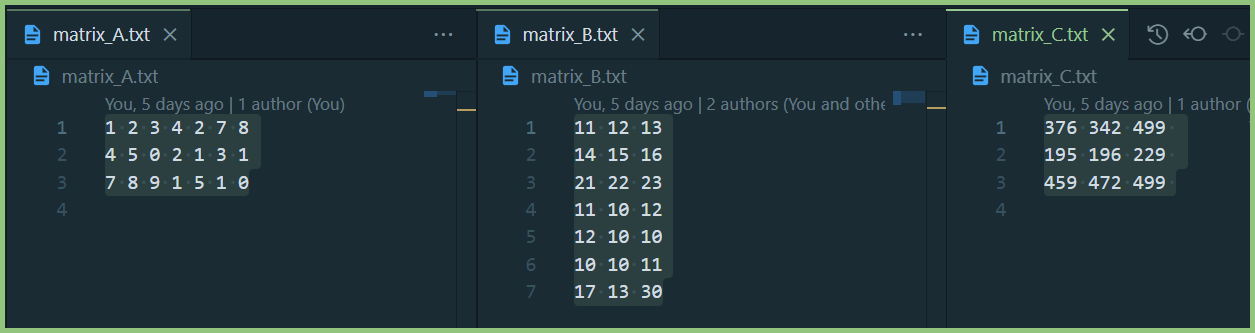 matrix_A.txt
matrix_A.txt
You, 5 days ago | 1 author (You)
1 1 2 3 4 2 7 8
2 4 5 0 2 1 3 1
3 7 8 9 1 5 1 0
4
matrix_B.txt
matrix_B.txt
You, 5 days ago | 2 authors (You and othe
1 11 12 13
2 14 15 16
3 21 22 23
4 11 10 12
5 12 10 10
6 10 10 11
7 17 13 30
matrix_C.txt
matrix_C.txt
You, 5 days ago | 1 author (
1 376 342 499
2 195 196 229
3 459 472 499
4